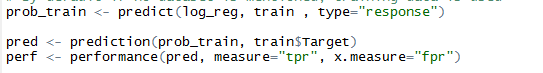 prob_train <- predict(log_reg, train , type="response")
pred <- prediction(prob_train, train$Target)
perf <- performance(pred, measure="tpr", x.measure="fpr")